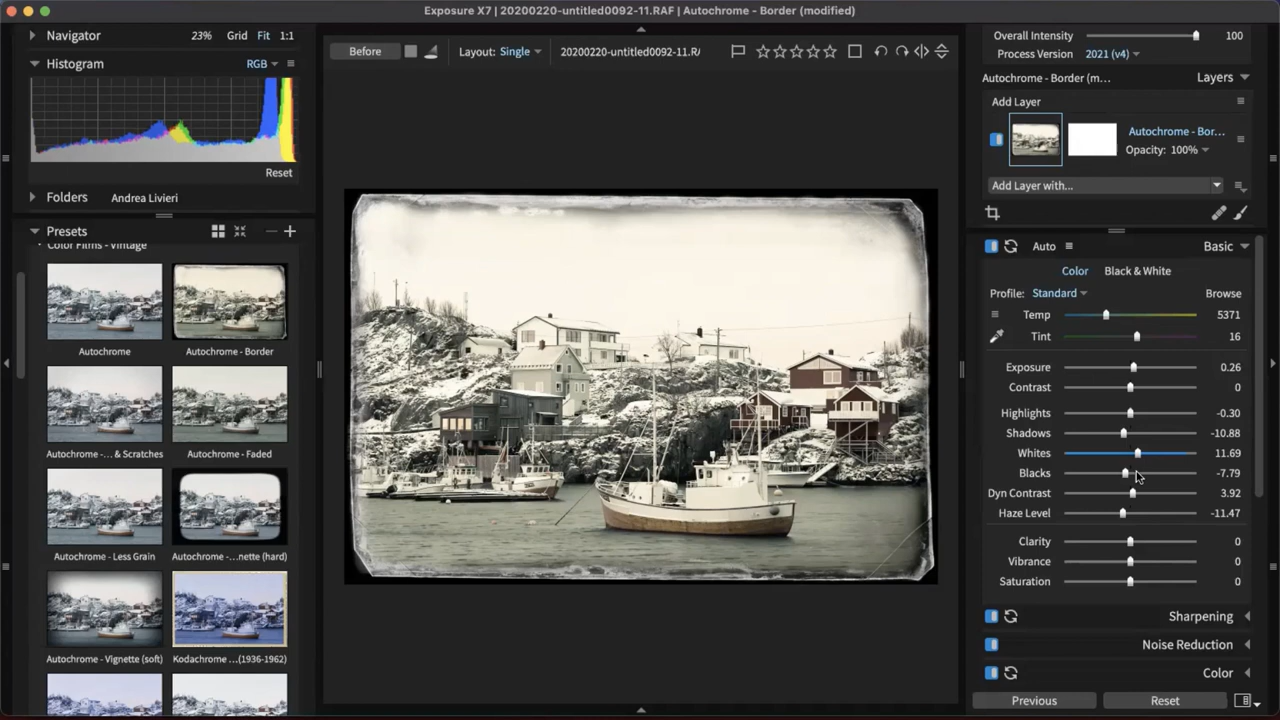 Exposure X7 | 20200220-untitled0092-11.RAF | Autochrome - Border (modified)
Navigator 23% Grid Fit 1:1
Histogram RGB
Reset
Folders Andrea Livieri
Presets
Color Films - Vintage
Autochrome Autochrome - Border
Autochrome -... & Scratches Autochrome - Faded
Autochrome - Less Grain Autochrome -...nette (hard)
Autochrome - Vignette (soft) Kodachrome ...(1936-1962)
Before Layout: Single 20200220-untitled0092-11.R
Overall Intensity 100
Process Version 2021 (v4)
Autochrome - Border (m... Layers
Add Layer
Autochrome - Bor...
Opacity: 100%
Add Layer with...
Auto Basic
Color Black & White
Profile: Standard Browse
Temp 5371
Tint 16
Exposure 0.26
Contrast 0
Highlights -0.30
Shadows -10.88
Whites 11.69
Blacks -7.79
Dyn Contrast 3.92
Haze Level -11.47
Clarity 0
Vibrance 0
Saturation 0
Sharpening
Noise Reduction
Color
Previous Reset